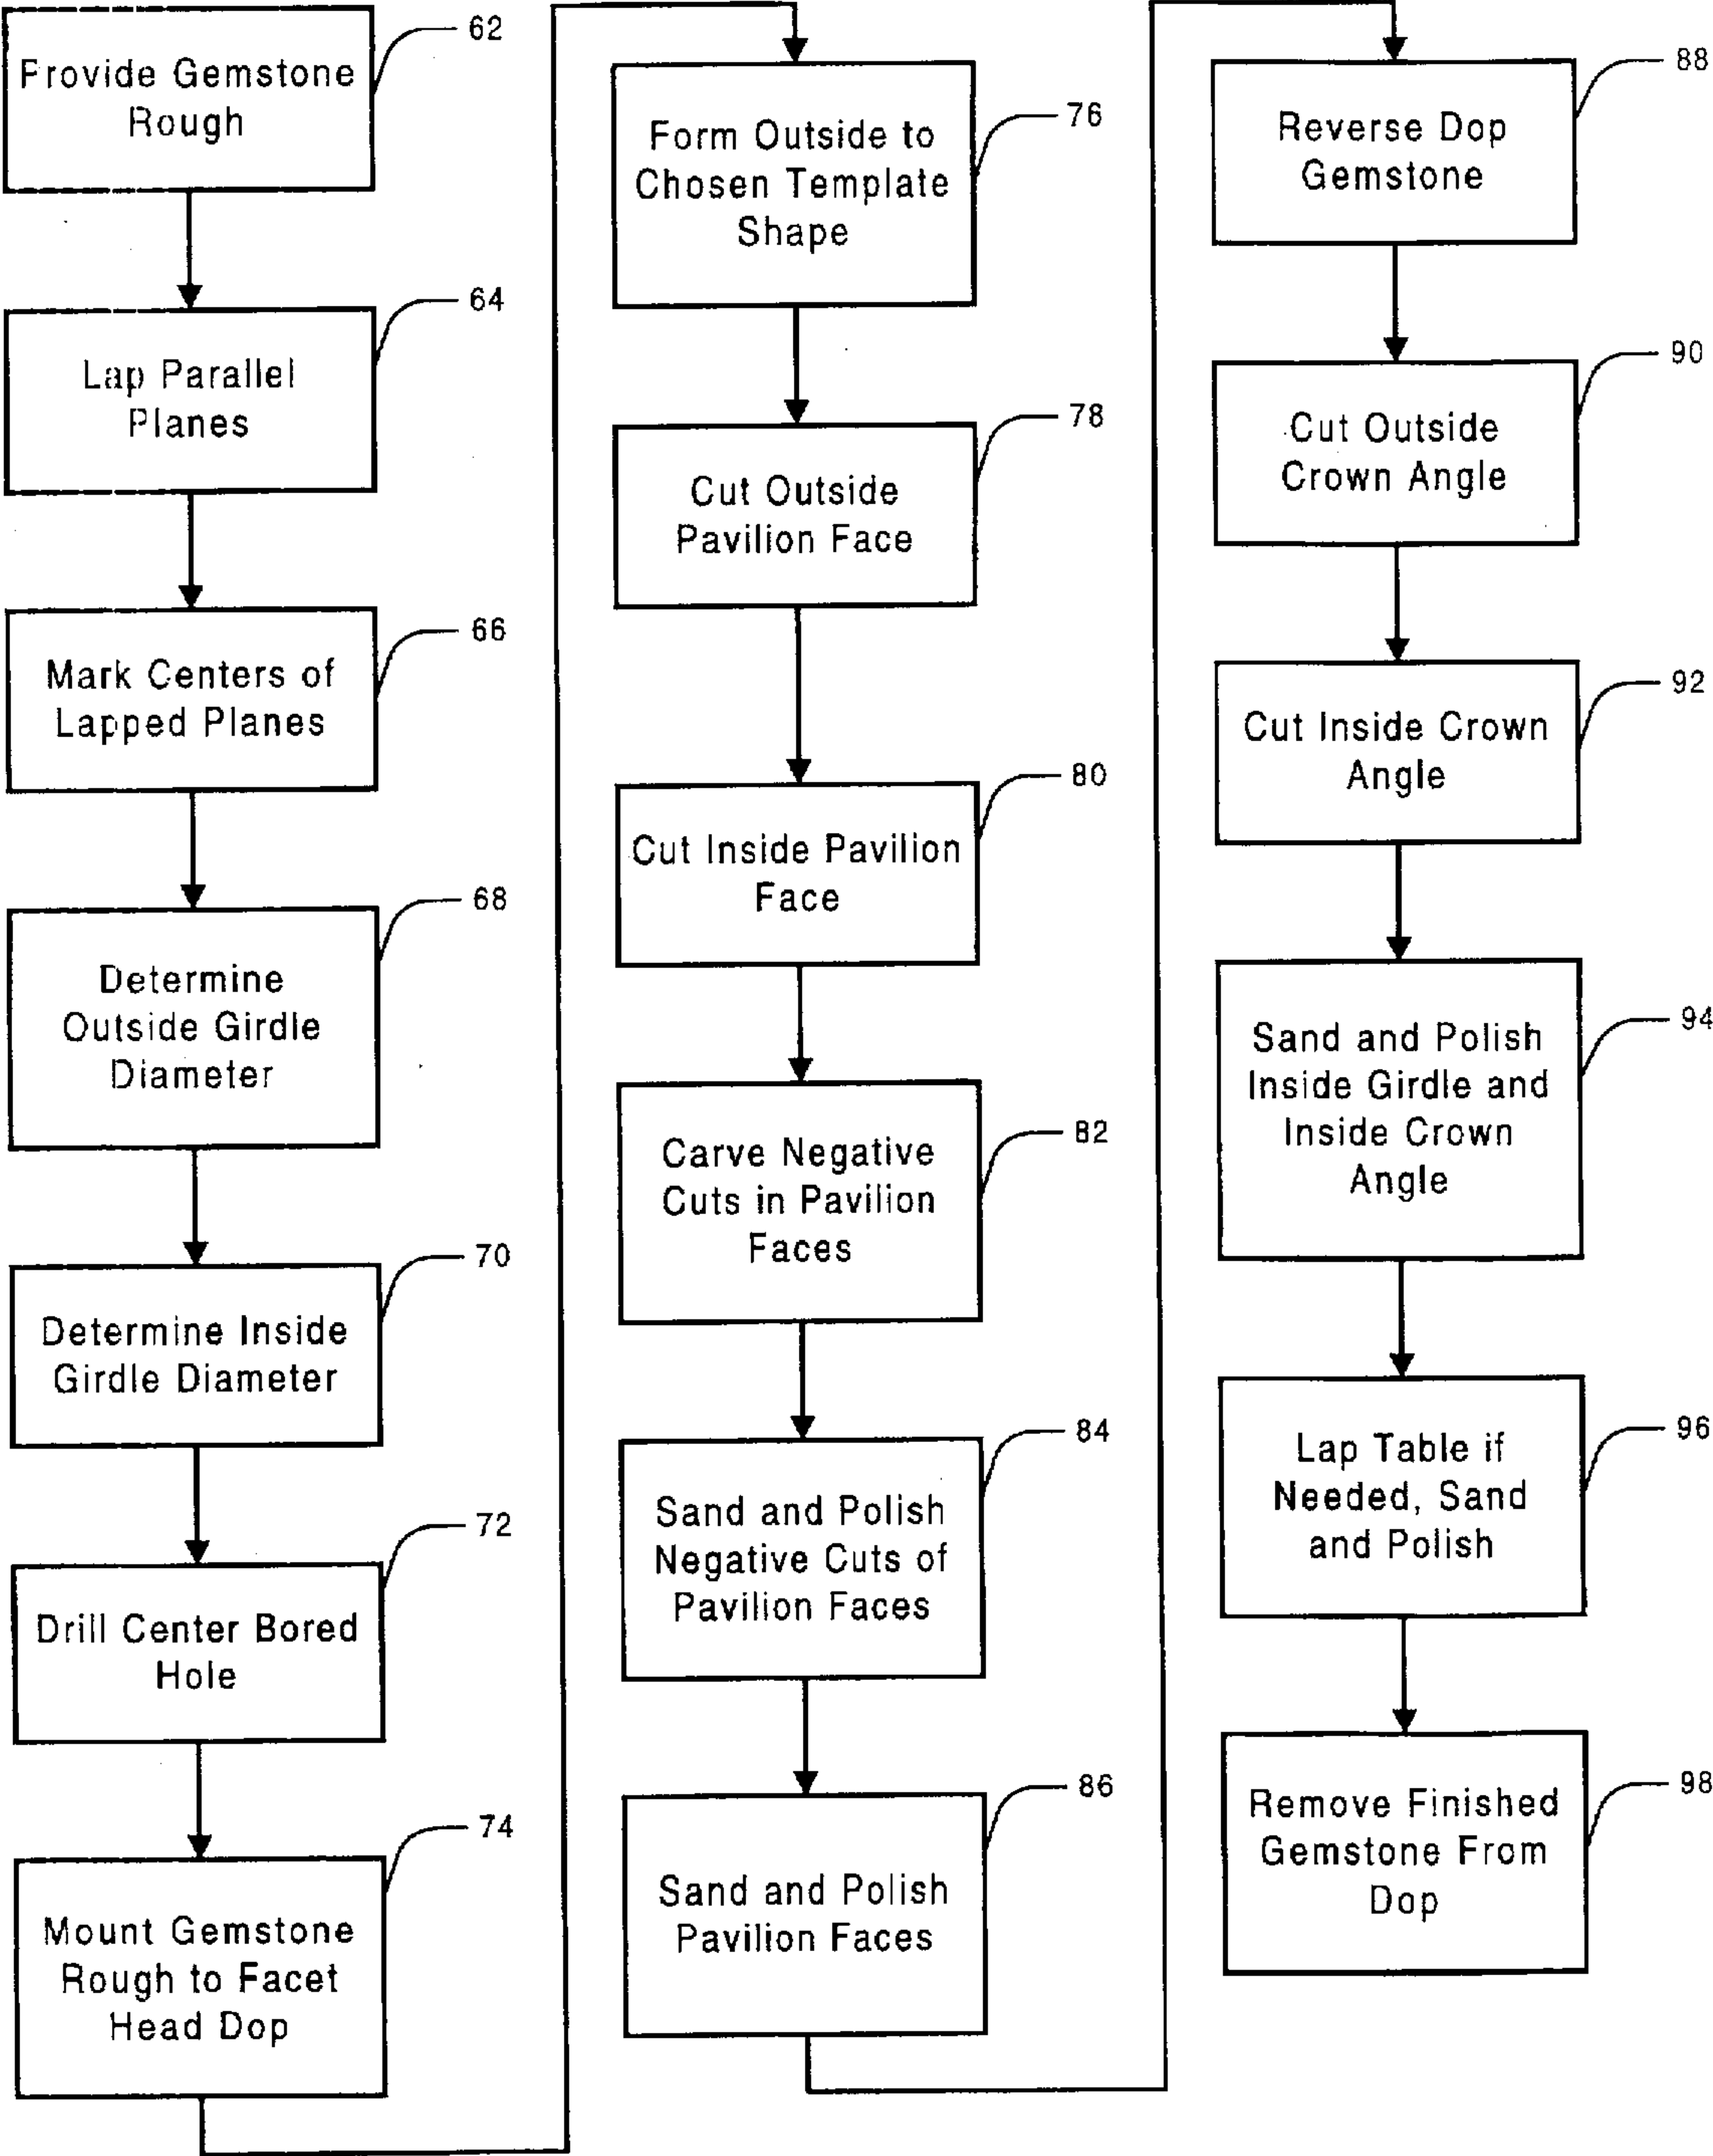 Provide Gemstone
Rough
62
Lap Parallel
Planes
64
Mark Centers of
Lapped Planes
66
Determine
Outside Girdle
Diameter
68
Determine Inside
Girdle Diameter
70
Drill Center Bored
Hole
72
Mount Gemstone
Rough to Facet
Head Dop
74
Form Outside to
Chosen Template
Shape
76
Cut Outside
Pavilion Face
78
Cut Inside Pavilion
Face
80
Carve Negative
Cuts in Pavilion
Faces
82
Sand and Polish
Negative Cuts of
Pavilion Faces
84
Sand and Polish
Pavilion Faces
86
Reverse Dop
Gemstone
88
Cut Outside
Crown Angle
90
Cut Inside Crown
Angle
92
Sand and Polish
Inside Girdle and
Inside Crown
Angle
94
Lap Table if
Needed, Sand
and Polish
96
Remove Finished
Gemstone From
Dop
98